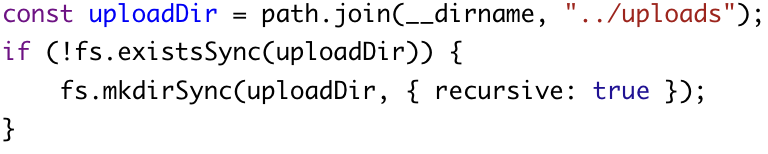 const uploadDir = path.join(__dirname, "../uploads");
if (!fs.existsSync(uploadDir)) {
    fs.mkdirSync(uploadDir, { recursive: true });
}